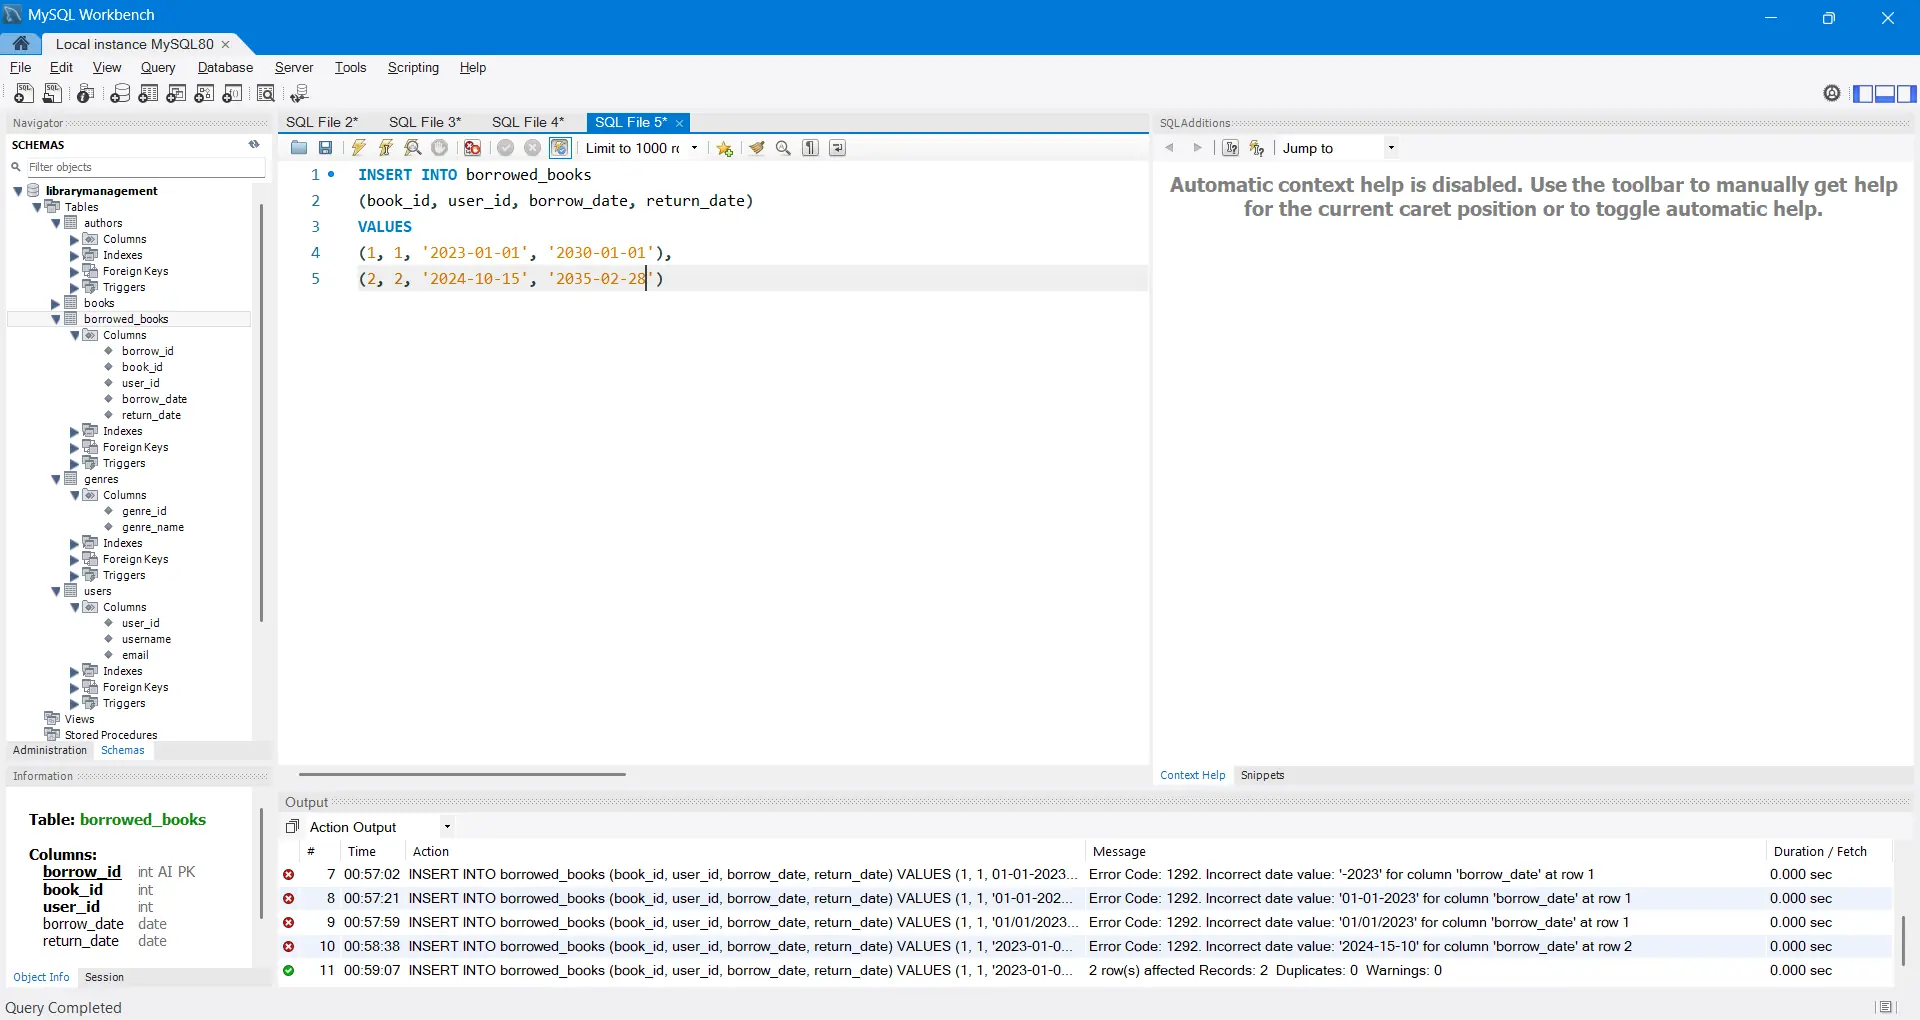 MySQL Workbench
Local instance MySQL80
File Edit View Query Database Server Tools Scripting Help
Navigator
SCHEMAS
Filter objects
librarymanagement
Tables
authors
Columns
Indexes
Foreign Keys
Triggers
books
borrowed_books
Columns
borrow_id
book_id
user_id
borrow_date
return_date
Indexes
Foreign Keys
Triggers
genres
Columns
genre_id
genre_name
Indexes
Foreign Keys
Triggers
users
Columns
user_id
username
email
Indexes
Foreign Keys
Triggers
Views
Stored Procedures
Administration Schemas
Information
Table: borrowed_books
Columns:
borrow_id int AI PK
book_id int
user_id int
borrow_date date
return_date date
Object Info Session
Query Completed
SQL File 2* SQL File 3* SQL File 4* SQL File 5*
Limit to 1000 r
1 INSERT INTO borrowed_books
2 (book_id, user_id, borrow_date, return_date)
3 VALUES
4 (1, 1, '2023-01-01', '2030-01-01'),
5 (2, 2, '2024-10-15', '2035-02-28')
SQLAdditions
Jump to
Automatic context help is disabled. Use the toolbar to manually get help
for the current caret position or to toggle automatic help.
Context Help Snippets
Output
Action Output
# Time Action Message Duration / Fetch
7 00:57:02 INSERT INTO borrowed_books (book_id, user_id, borrow_date, return_date) VALUES (1, 1, 01-01-2023... Error Code: 1292. Incorrect date value: '-2023' for column 'borrow_date' at row 1 0.000 sec
8 00:57:21 INSERT INTO borrowed_books (book_id, user_id, borrow_date, return_date) VALUES (1, 1, '01-01-202... Error Code: 1292. Incorrect date value: '01-01-2023' for column 'borrow_date' at row 1 0.000 sec
9 00:57:59 INSERT INTO borrowed_books (book_id, user_id, borrow_date, return_date) VALUES (1, 1, '01/01/2023... Error Code: 1292. Incorrect date value: '01/01/2023' for column 'borrow_date' at row 1 0.000 sec
10 00:58:38 INSERT INTO borrowed_books (book_id, user_id, borrow_date, return_date) VALUES (1, 1, '2023-01-0... Error Code: 1292. Incorrect date value: '2024-15-10' for column 'borrow_date' at row 2 0.000 sec
11 00:59:07 INSERT INTO borrowed_books (book_id, user_id, borrow_date, return_date) VALUES (1, 1, '2023-01-0... 2 row(s) affected Records: 2 Duplicates: 0 Warnings: 0 0.000 sec